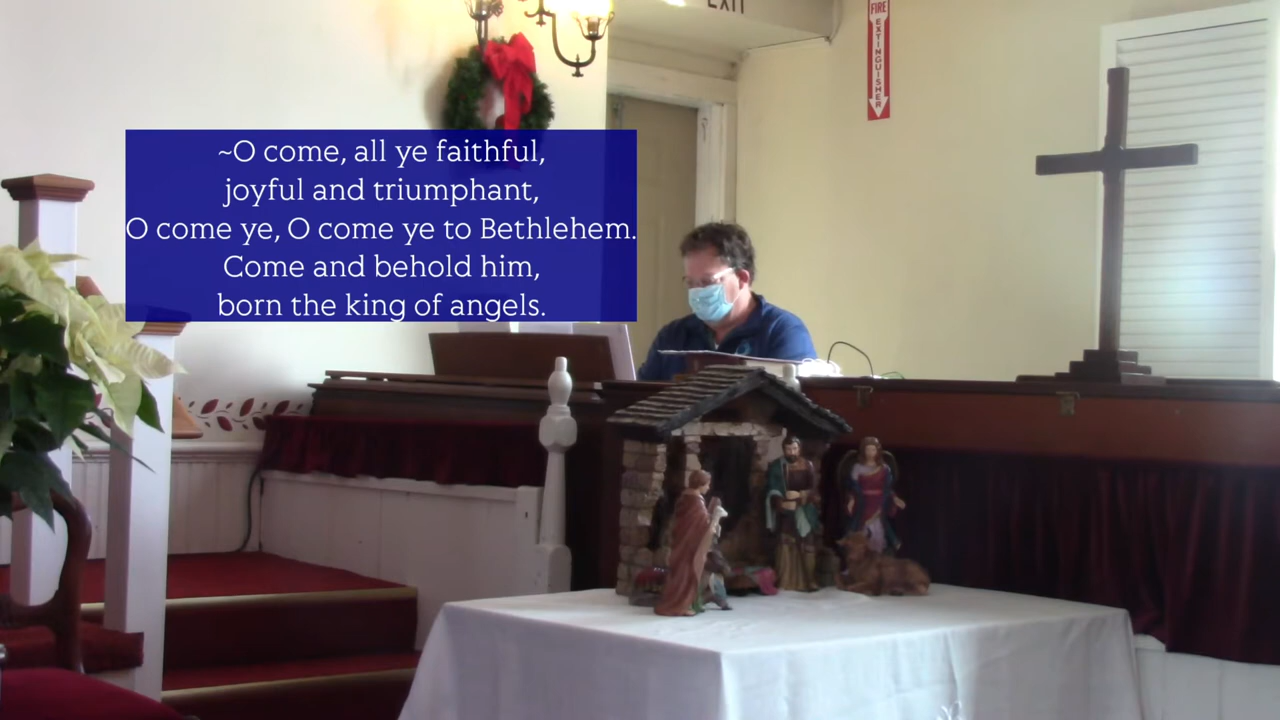 EXIT
FIRE
EXTINGUISHER
~O come, all ye faithful,
joyful and triumphant,
O come ye, O come ye to Bethlehem.
Come and behold him,
born the king of angels.